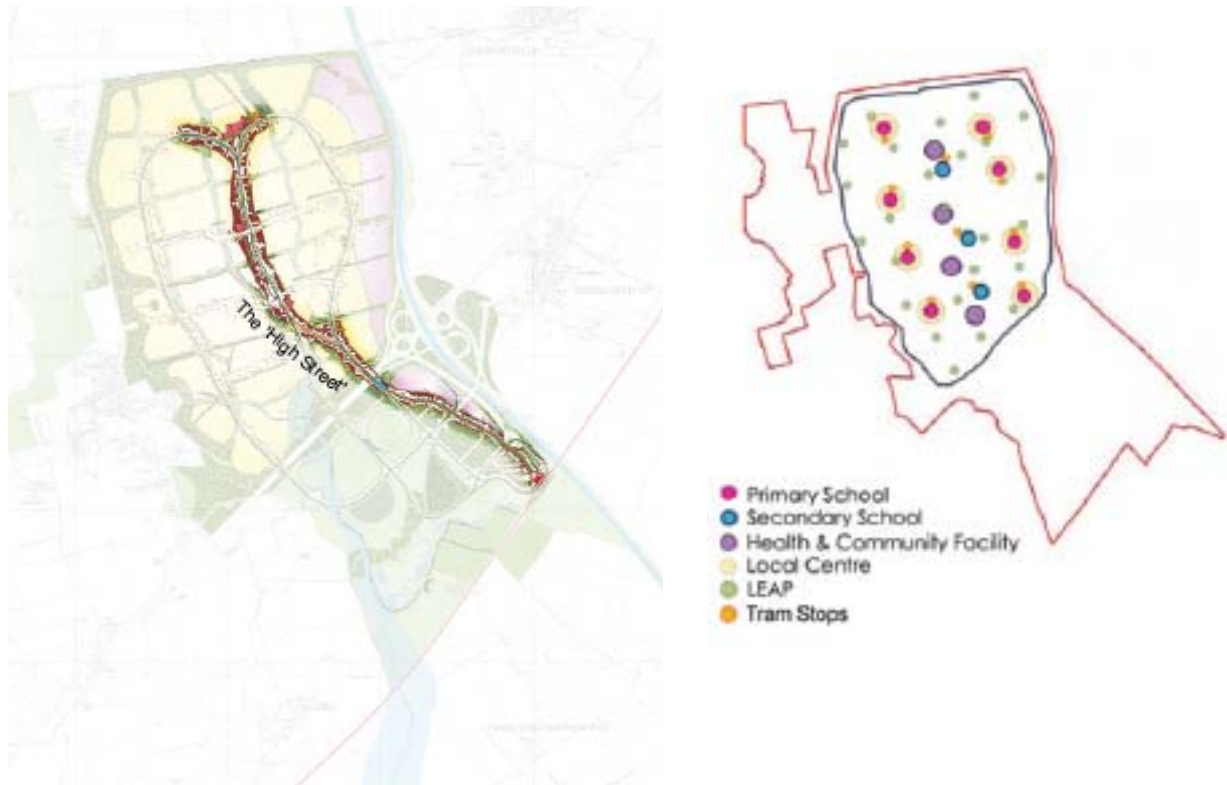 The 'High Street'
Primary School
Secondary School
Health & Community Facility
Local Centre
LEAP
Tram Stops